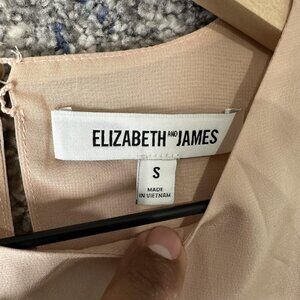 ELIZABETH AND JAMES
S
MADE
IN VIETNAM